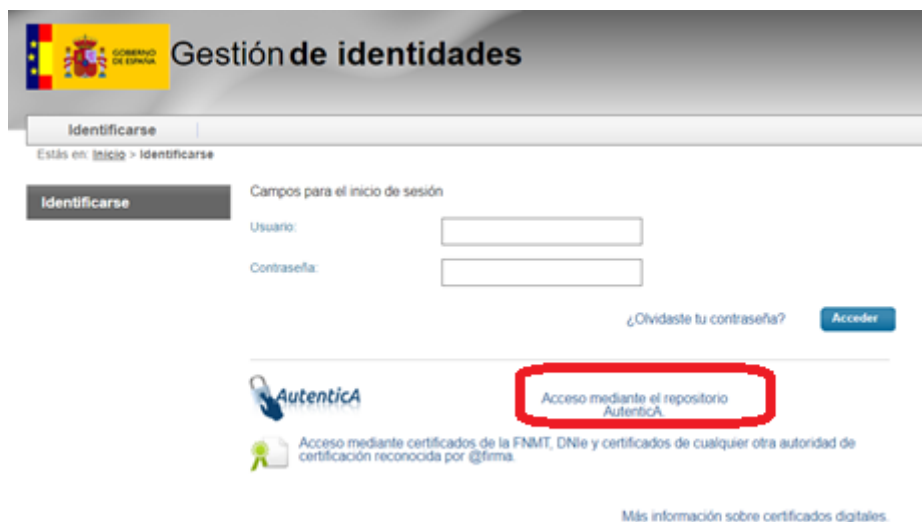 GOBIERNO
DE ESPAÑA
Gestión de identidades
Identificarse
Estás en: Inicio > Identificarse
Identificarse
Campos para el inicio de sesión
Usuario:
Contraseña:
¿Olvidaste tu contraseña?
Acceder
AutenticA
Acceso mediante el repositorio
AutenticA.
Acceso mediante certificados de la FNMT, DNIe y certificados de cualquier otra autoridad de
certificación reconocida por @firma.
Más información sobre certificados digitales.